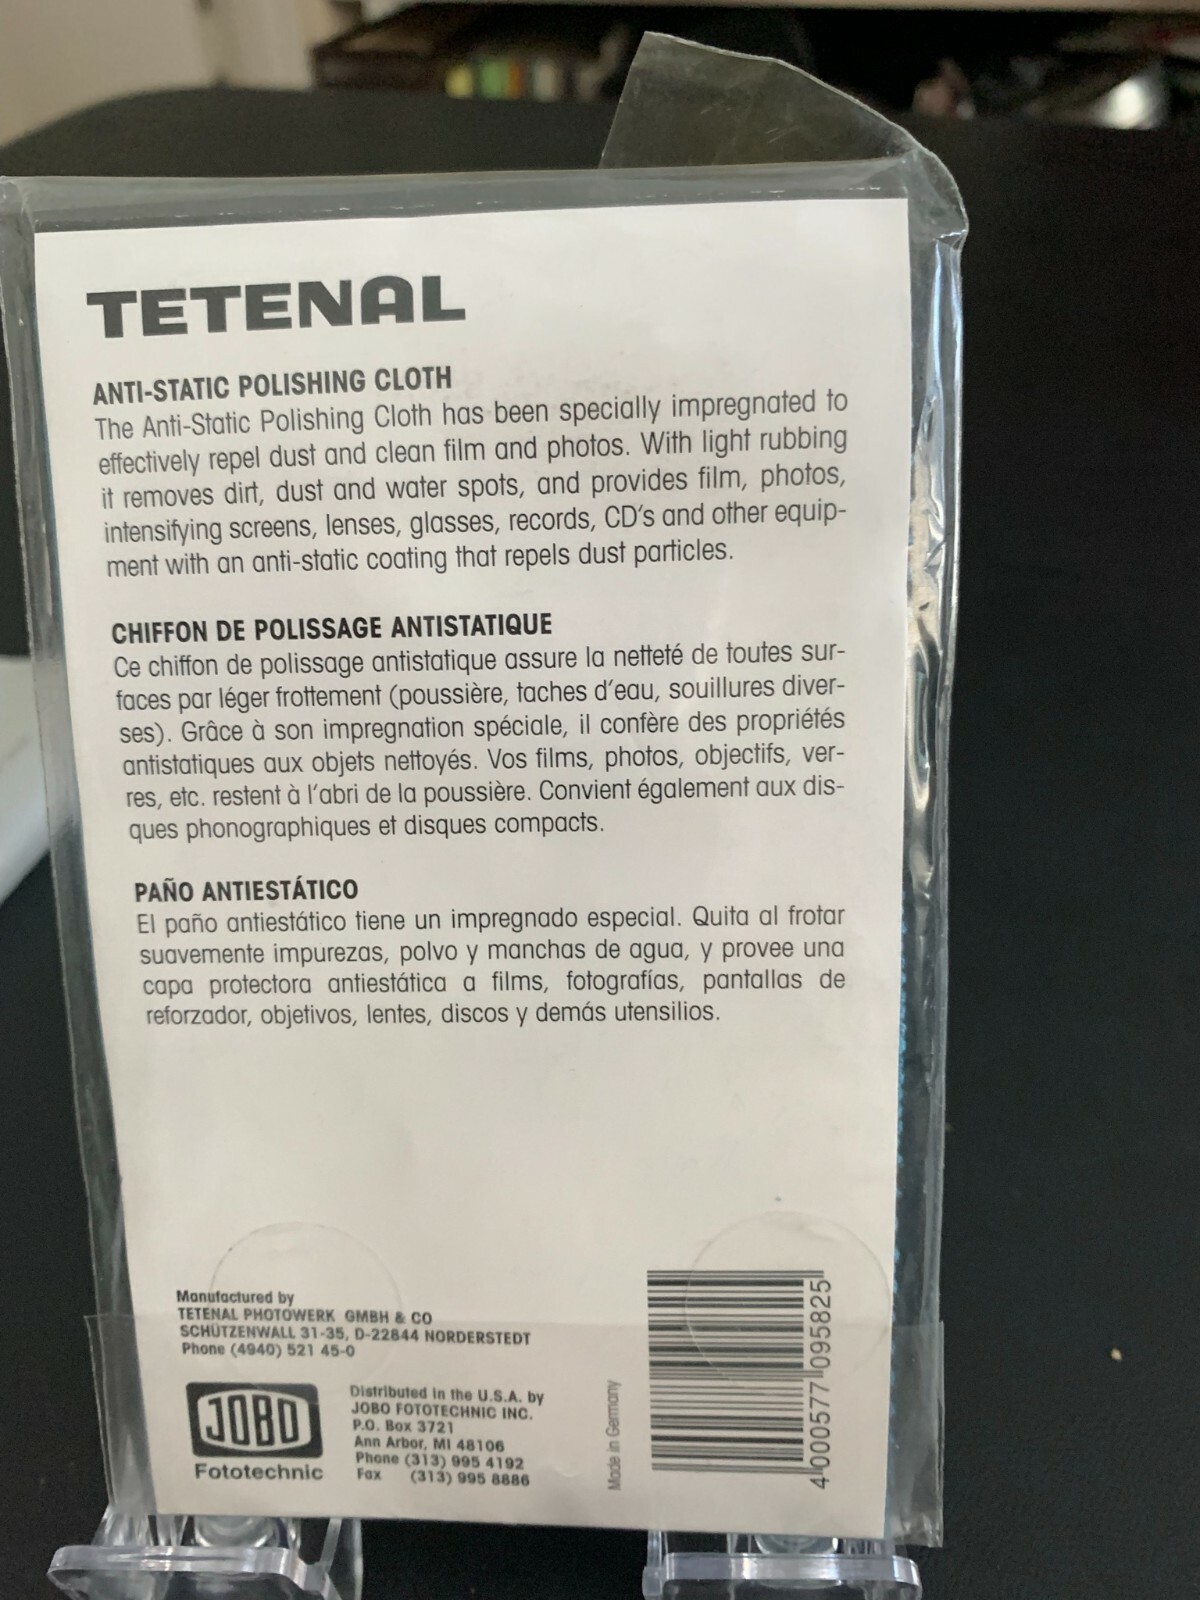 TETENAL
ANTI-STATIC POLISHING CLOTH
The Anti-Static Polishing Cloth has been specially impregnated to
effectively repel dust and clean film and photos. With light rubbing
it removes dirt, dust and water spots, and provides film, photos,
intensifying screens, lenses, glasses, records, CD's and other equip-
ment with an anti-static coating that repels dust particles.
CHIFFON DE POLISSAGE ANTISTATIQUE
Ce chiffon de polissage antistatique assure la netteté de toutes sur-
faces par léger frottement (poussière, taches d'eau, souillures diver-
ses). Grâce à son impregnation spéciale, il confère des propriétés
antistatiques aux objets nettoyés. Vos films, photos, objectifs, ver-
res, etc. restent à l'abri de la poussière. Convient également aux dis-
ques phonographiques et disques compacts.
PAÑO ANTIESTÁTICO
El paño antiestático tiene un impregnado especial. Quita al frotar
suavemente impurezas, polvo y manchas de agua, y provee una
capa protectora antiestática a films, fotografías, pantallas de
reforzador, objetivos, lentes, discos y demás utensilios.
Manufactured by
TETENAL PHOTOWERK GMBH & CO
SCHÜTZENWALL 31-35, D-22844 NORDERSTEDT
Phone (4940) 521 45-0
JOBO
Fototechnic
Distributed in the U.S.A. by
JOBO FOTOTECHNIC INC.
P.O. Box 3721
Ann Arbor, MI 48106
Phone (313) 995 4192
Fax (313) 995 8886
Made in Germany
4 000577 095825